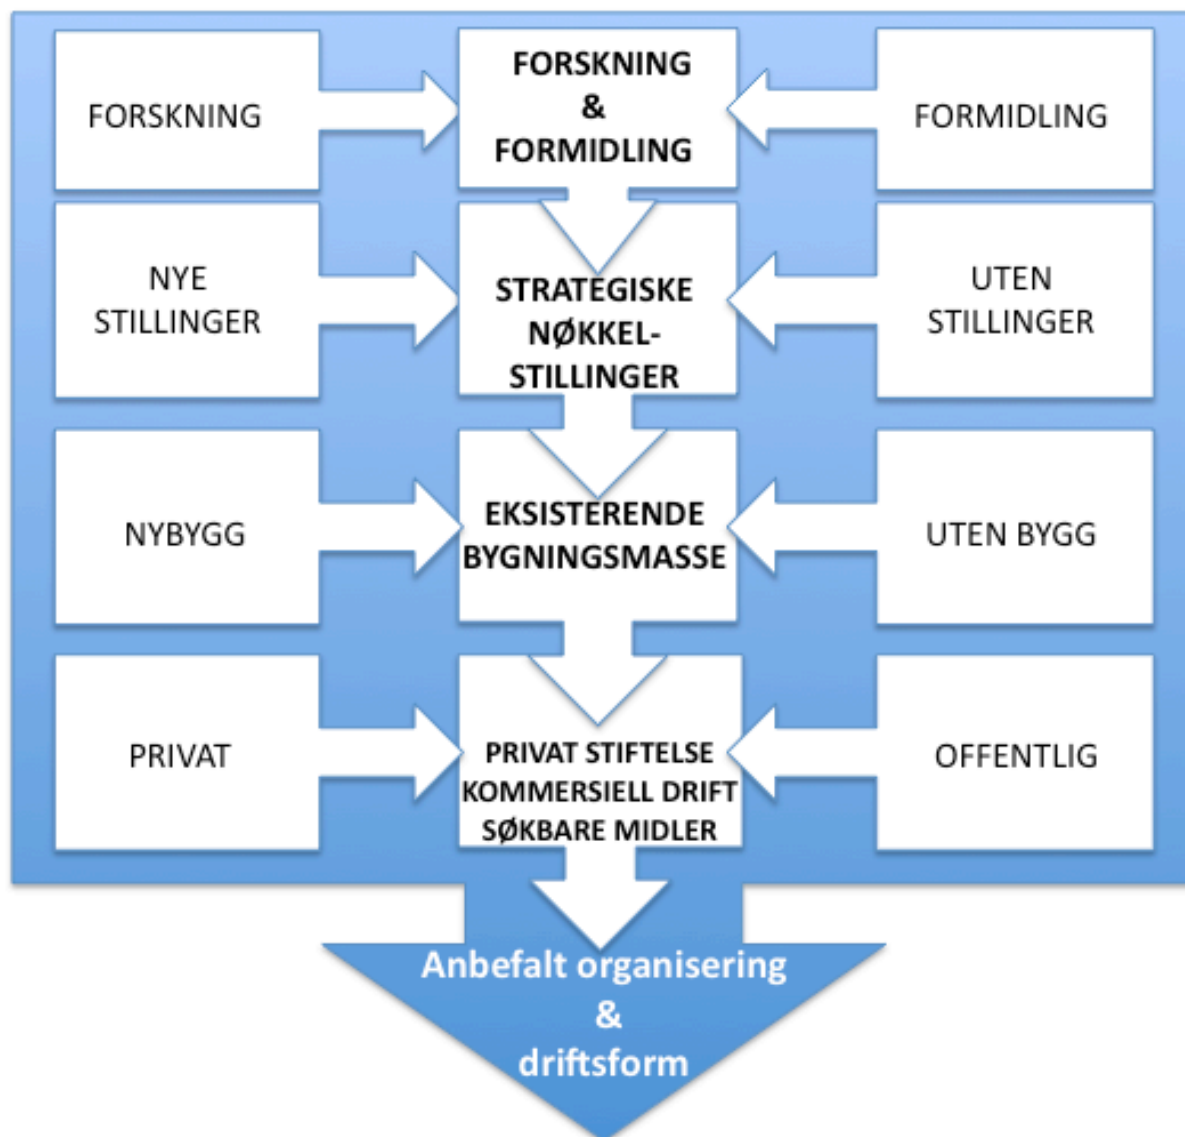 FORSKNING
FORSKNING
&
FORMIDLING
FORMIDLING
NYE
STILLINGER
STRATEGISKE
NØKKEL-
STILLINGER
UTEN
STILLINGER
NYBYGG
EKSISTERENDE
BYGNINGSMASSE
UTEN BYGG
PRIVAT
PRIVAT STIFTELSE
KOMMERSIELL DRIFT
SØKBARE MIDLER
OFFENTLIG
Anbefalt organisering
&
driftsform